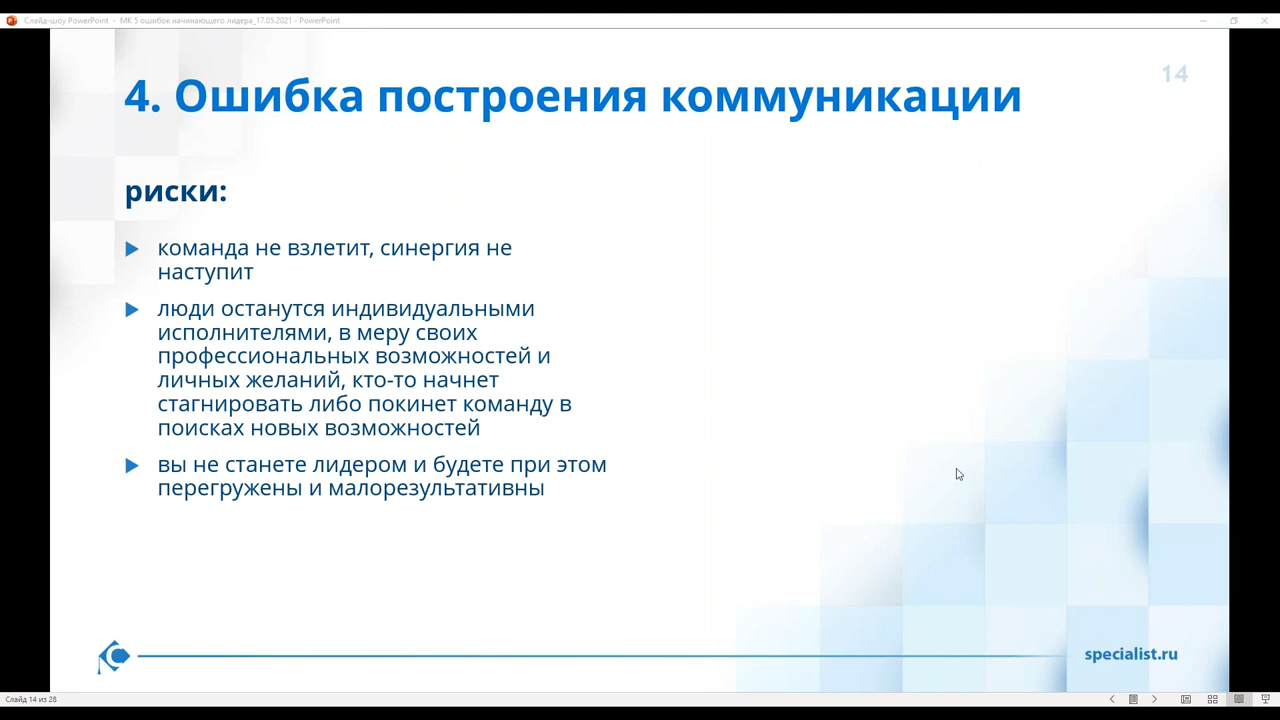 Слайд-шоу PowerPoint - МК 5 ошибок начинающего лидера_17.05.2021 - PowerPoint
14
4. Ошибка построения коммуникации
риски:
команда не взлетит, синергия не
наступит
люди останутся индивидуальными
исполнителями, в меру своих
профессиональных возможностей и
личных желаний, кто-то начнет
стагнировать либо покинет команду в
поисках новых возможностей
вы не станете лидером и будете при этом
перегружены и малорезультативны
specialist.ru
Слайд 14 из 28